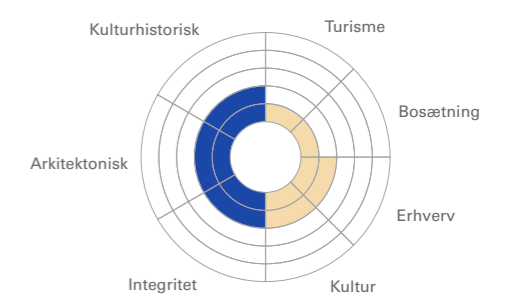 Kulturhistorisk
Turisme
Bosætning
Arkitektonisk
Erhverv
Integritet
Kultur